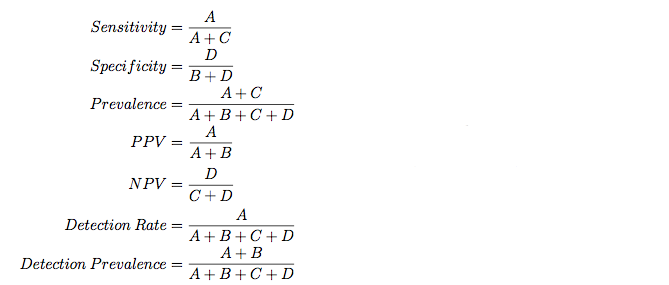 Sensitivity = A / A + C
Specificity = D / B + D
Prevalence = A + C / A + B + C + D
PPV = A / A + B
NPV = D / C + D
Detection Rate = A / A + B + C + D
Detection Prevalence = A + B / A + B + C + D